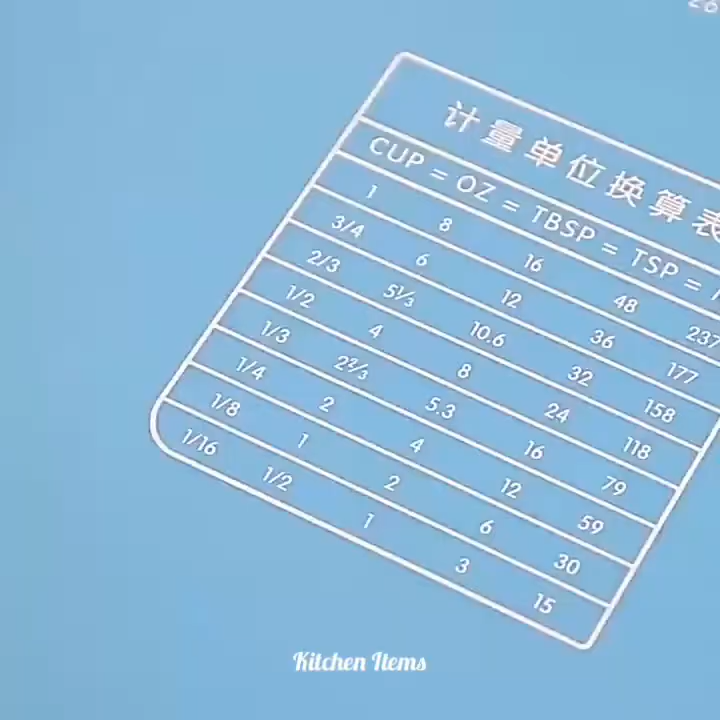 计量单位换算表
CUP = OZ = TBSP = TSP =
1 8 16 48 237
3/4 6 12 36 177
2/3 5⅓ 10.6 32 158
1/2 4 8 24 118
1/3 2⅔ 5.3 16 79
1/4 2 4 12 59
1/8 1 2 6 30
1/16 1/2 1 3 15
Kitchen Items